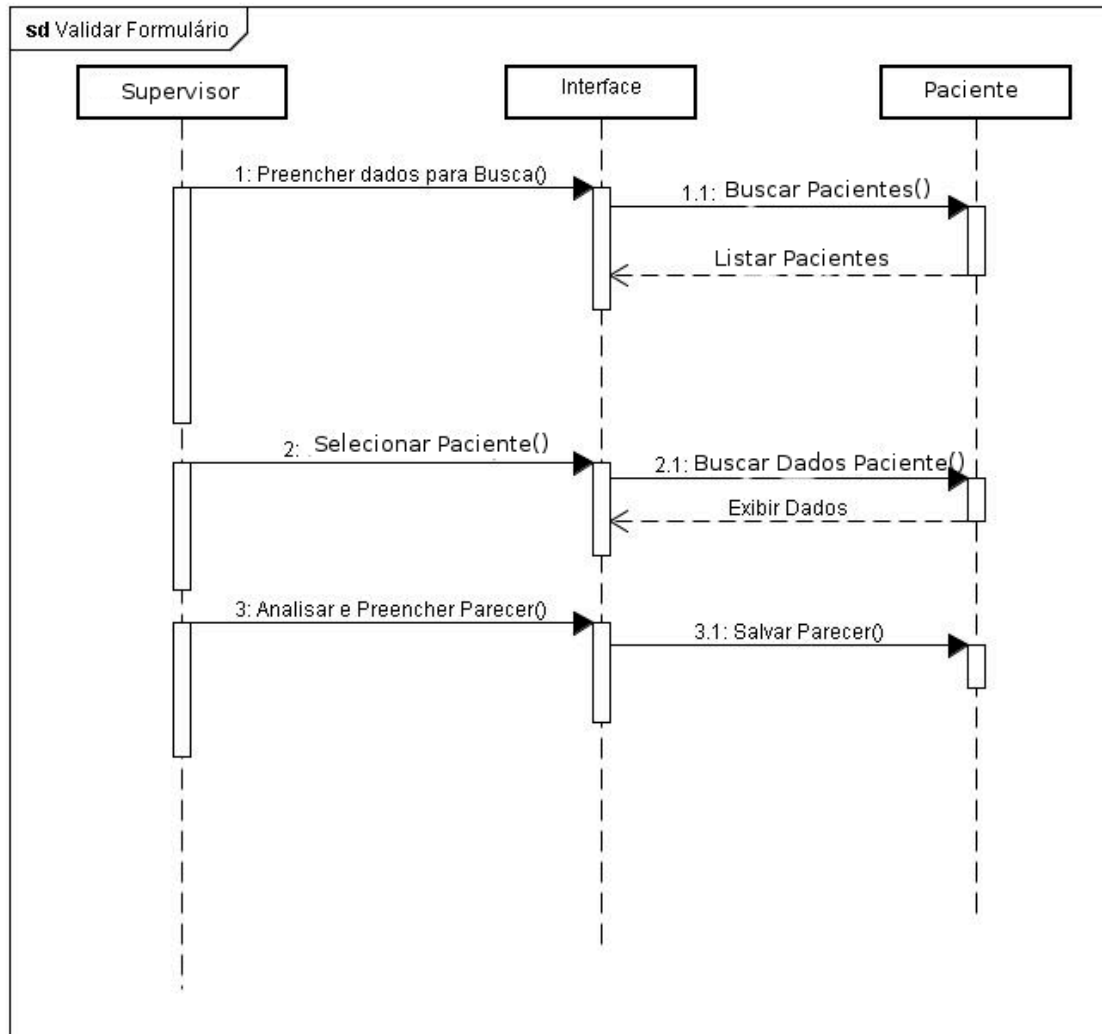 sd Validar Formulário
Supervisor
Interface
Paciente
1: Preencher dados para Busca()
1.1: Buscar Pacientes()
Listar Pacientes
2: Selecionar Paciente()
2.1: Buscar Dados Paciente()
Exibir Dados
3: Analisar e Preencher Parecer()
3.1: Salvar Parecer()